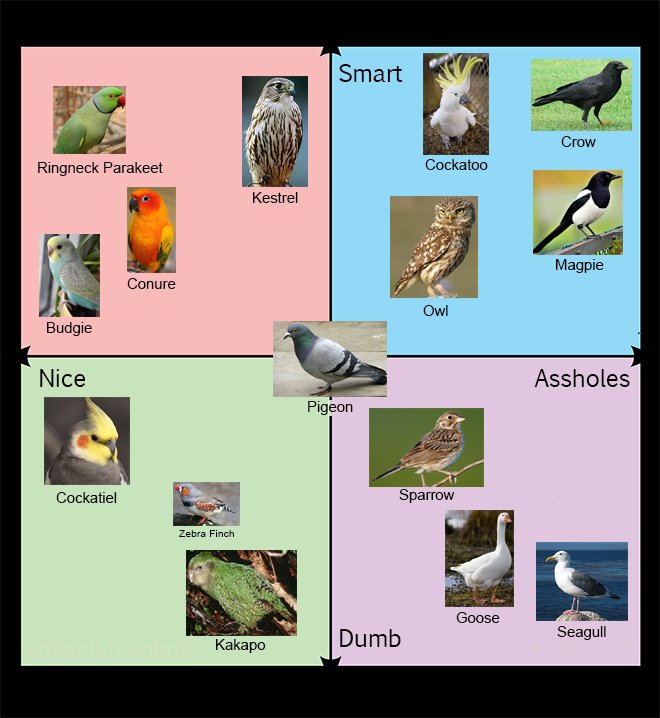 Smart
Ringneck Parakeet
Kestrel
Cockatoo
Crow
Conure
Budgie
Owl
Magpie
Nice
Assholes
Pigeon
Cockatiel
Sparrow
Zebra Finch
Kakapo
Goose
Seagull
Dumb